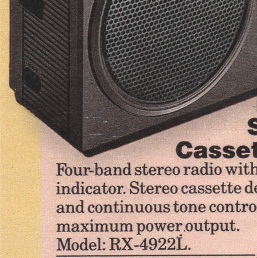 S
Casset
Four-band stereo radio with
indicator. Stereo cassette de
and continuous tone contro
maximum power output.
Model: RX-4922L.